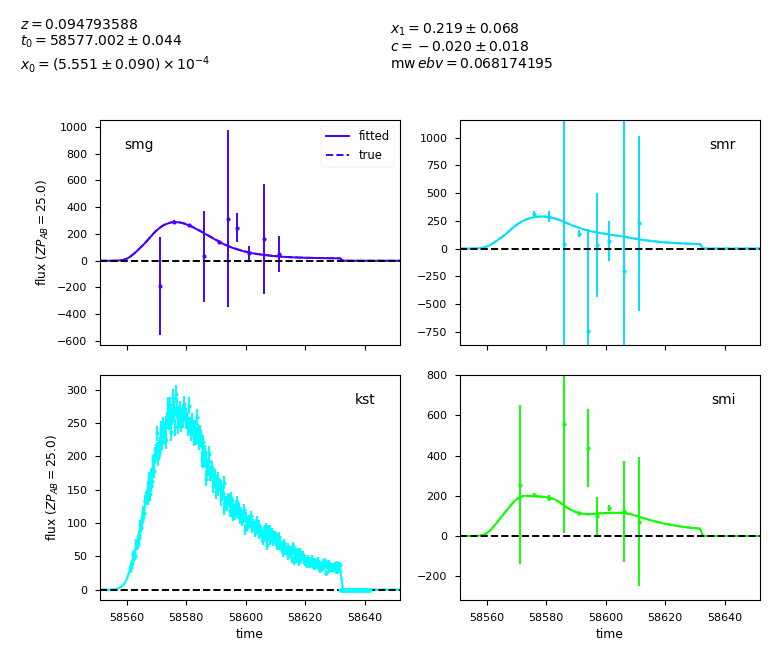 z = 0.094793588
t₀ = 58577.002 ± 0.044
x₀ = (5.551 ± 0.090) × 10⁻⁴
x₁ = 0.219 ± 0.068
c = −0.020 ± 0.018
mw ebv = 0.068174195
smg
fitted
true
1000
800
600
400
200
0
−200
−400
−600
flux (ZP_AB = 25.0)
smr
1000
750
500
250
0
−250
−500
−750
kst
300
250
200
150
100
50
0
flux (ZP_AB = 25.0)
58560 58580 58600 58620 58640
time
smi
800
600
400
200
0
−200
58560 58580 58600 58620 58640
time